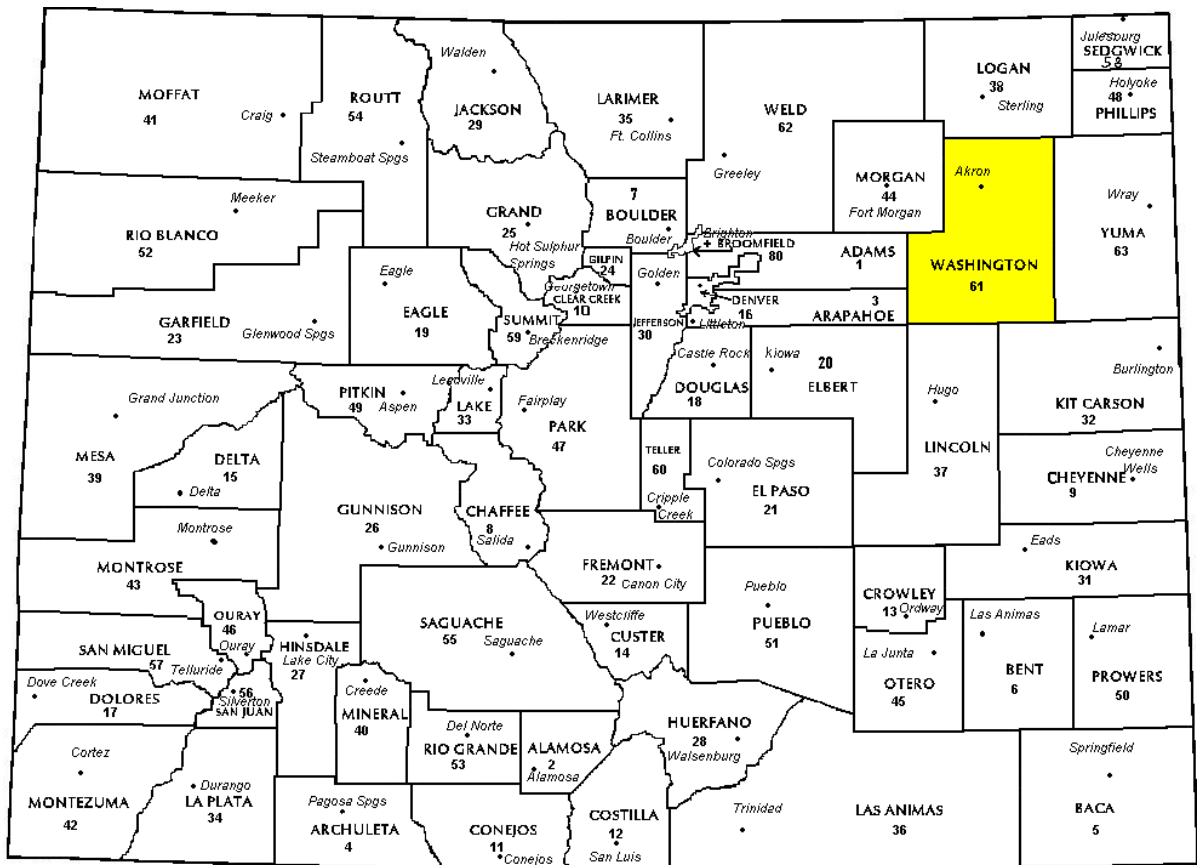 MOFFAT
41
Craig
ROUTT
54
Steamboat Spgs
Walden
JACKSON
29
LARIMER
35
Ft. Collins
WELD
62
Greeley
LOGAN
38
Sterling
Julesburg
SEDGWICK
58
Holyoke
48
PHILLIPS
MORGAN
44
Fort Morgan
Akron
WASHINGTON
61
Wray
YUMA
63
Meeker
RIO BLANCO
52
GRAND
25
Hot Sulphur
Springs
7
BOULDER
Boulder
Brighton
+ BROOMFIELD
80
ADAMS
1
GILPIN
24
Georgetown
CLEAR CREEK
10
Golden
JEFFERSON
30
DENVER
16
Littleton
3
ARAPAHOE
GARFIELD
23
Glenwood Spgs
Eagle
EAGLE
19
SUMMIT
59
Breckenridge
Castle Rock
DOUGLAS
18
Kiowa
20
ELBERT
Hugo
LINCOLN
37
Burlington
KIT CARSON
32
Cheyenne
Wells
CHEYENNE
9
Grand Junction
MESA
39
DELTA
15
Delta
PITKIN
49
Aspen
Leadville
LAKE
33
Fairplay
PARK
47
TELLER
60
Cripple
Creek
Colorado Spgs
EL PASO
21
GUNNISON
26
Gunnison
CHAFFEE
8
Salida
FREMONT
22
Canon City
Montrose
MONTROSE
43
OURAY
46
Ouray
SAN MIGUEL
57
Telluride
HINSDALE
Lake City
27
SAGUACHE
55
Saguache
Westcliffe
CUSTER
14
Pueblo
PUEBLO
51
CROWLEY
13
Ordway
Eads
KIOWA
31
La Junta
OTERO
45
Las Animas
BENT
6
Lamar
PROWERS
50
Dove Creek
DOLORES
17
56
Silverton
SAN JUAN
Creede
MINERAL
40
Del Norte
RIO GRANDE
53
ALAMOSA
2
Alamosa
HUERFANO
28
Walsenburg
Cortez
MONTEZUMA
42
Durango
LA PLATA
34
Pagosa Spgs
ARCHULETA
4
CONEJOS
11
Conejos
COSTILLA
12
San Luis
Trinidad
LAS ANIMAS
36
Springfield
BACA
5